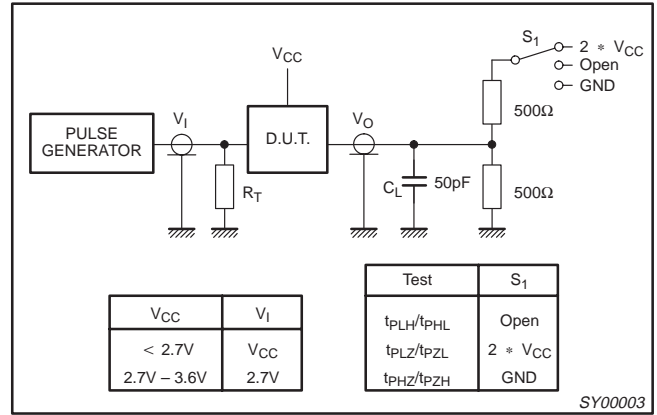 S1
2 * VCC
Open
GND
VCC
500Ω
VI
VO
PULSE
GENERATOR
D.U.T.
RT
CL
50pF
500Ω
Test S1
tPLH/tPHL Open
tPLZ/tPZL 2 * VCC
tPHZ/tPZH GND
VCC VI
< 2.7V VCC
2.7V – 3.6V 2.7V
SY00003